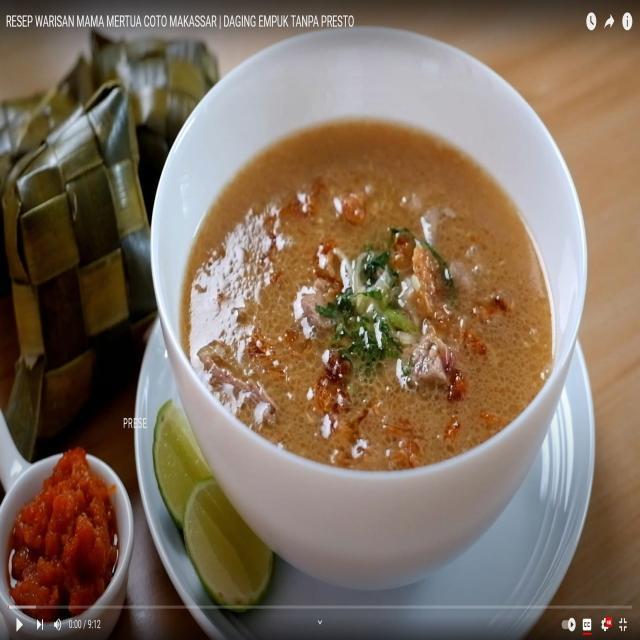 RESEP WARISAN MAMA MERTUA COTO MAKASSAR | DAGING EMPUK TANPA PRESTO
PRESE
0:00 / 9:12